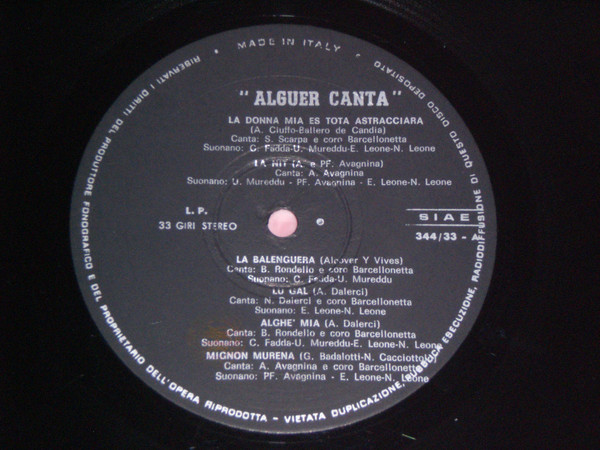 MADE IN ITALY
RISERVATI I DIRITTI DEL PRODUTTORE FONOGRAFICO E DEL PROPRIETARIO DELL'OPERA RIPRODOTTA - VIETATA DUPLICAZIONE, PUBBLICA ESECUZIONE, RADIODIFFUSIONE DI QUESTO DISCO DEPOSITATO
"ALGUER CANTA"
LA DONNA MIA ES TOTA ASTRACCIARA
(A. Ciuffo-Ballero de Candia)
Canta: S. Scarpa e coro Barcellonetta
Suonano: C. Fadda-U. Mureddu-E. Leone-N. Leone
LA NIT (A. e PF. Avagnina)
Canta: A. Avagnina
Suonano: U. Mureddu - PF. Avagnina - E. Leone-N. Leone
L. P.
33 GIRI STEREO
SIAE
344/33 - A
LA BALENGUERA (Alcover Y Vives)
Canta: B. Rondello e coro Barcellonetta
Suonano: C. Fadda-U. Mureddu
LU GAL (A. Dalerci)
Canta: N. Dalerci e coro Barcellonetta
Suonano: E. Leone-N. Leone
ALGHE' MIA (A. Dalerci)
Canta: B. Rondello e coro Barcellonetta
Suonano: C. Fadda-U. Mureddu-E. Leone-N. Leone
MIGNON MURENA (G. Badalotti-N. Cacciottolo)
Canta: A. Avagnina e coro Barcellonetta
Suonano: PF. Avagnina - E. Leone-N. Leone